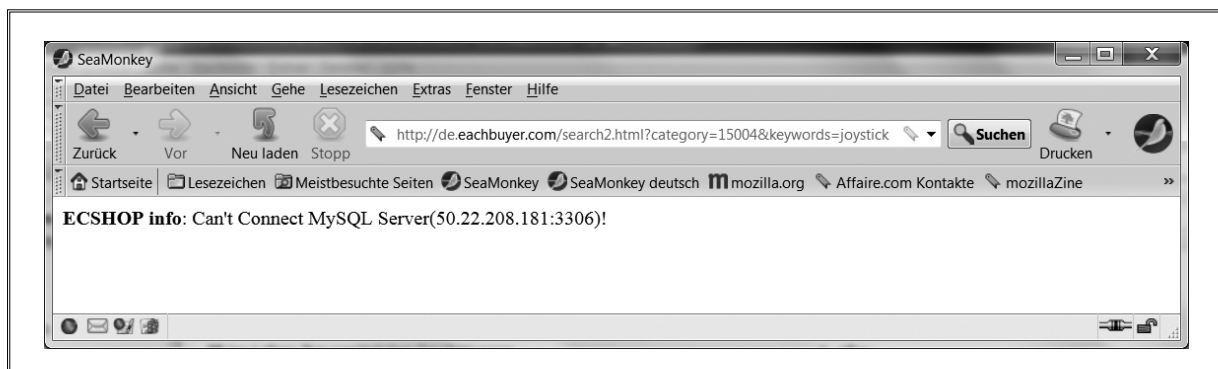 SeaMonkey
Datei Bearbeiten Ansicht Gehe Lesezeichen Extras Fenster Hilfe
Zurück Vor Neu laden Stopp http://de.eachbuyer.com/search2.html?category=15004&keywords=joystick Suchen Drucken
Startseite Lesezeichen Meistbesuchte Seiten SeaMonkey SeaMonkey deutsch m mozilla.org Affaire.com Kontakte mozillaZine »
ECSHOP info: Can't Connect MySQL Server(50.22.208.181:3306)!